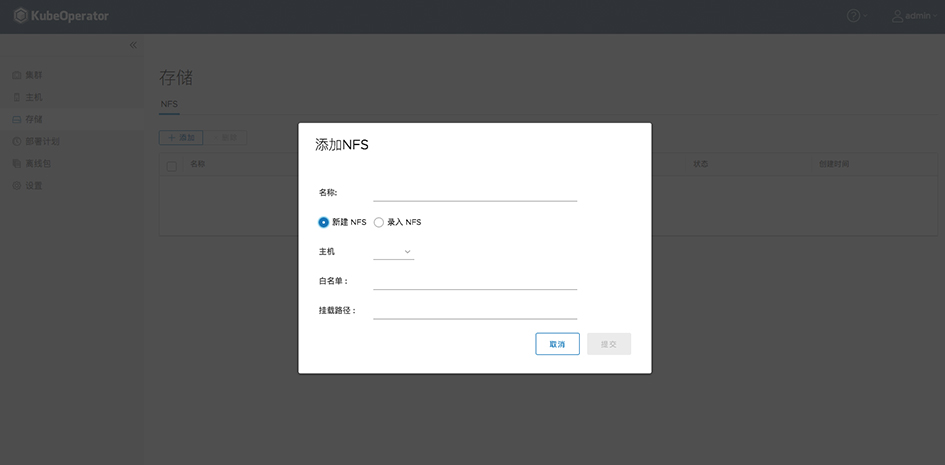 KubeOperator
admin
集群
主机
存储
部署计划
离线包
设置
存储
NFS
添加
删除
名称
状态
创建时间
添加NFS
名称:
新建 NFS
录入 NFS
主机
白名单 :
挂载路径 :
取消
提交